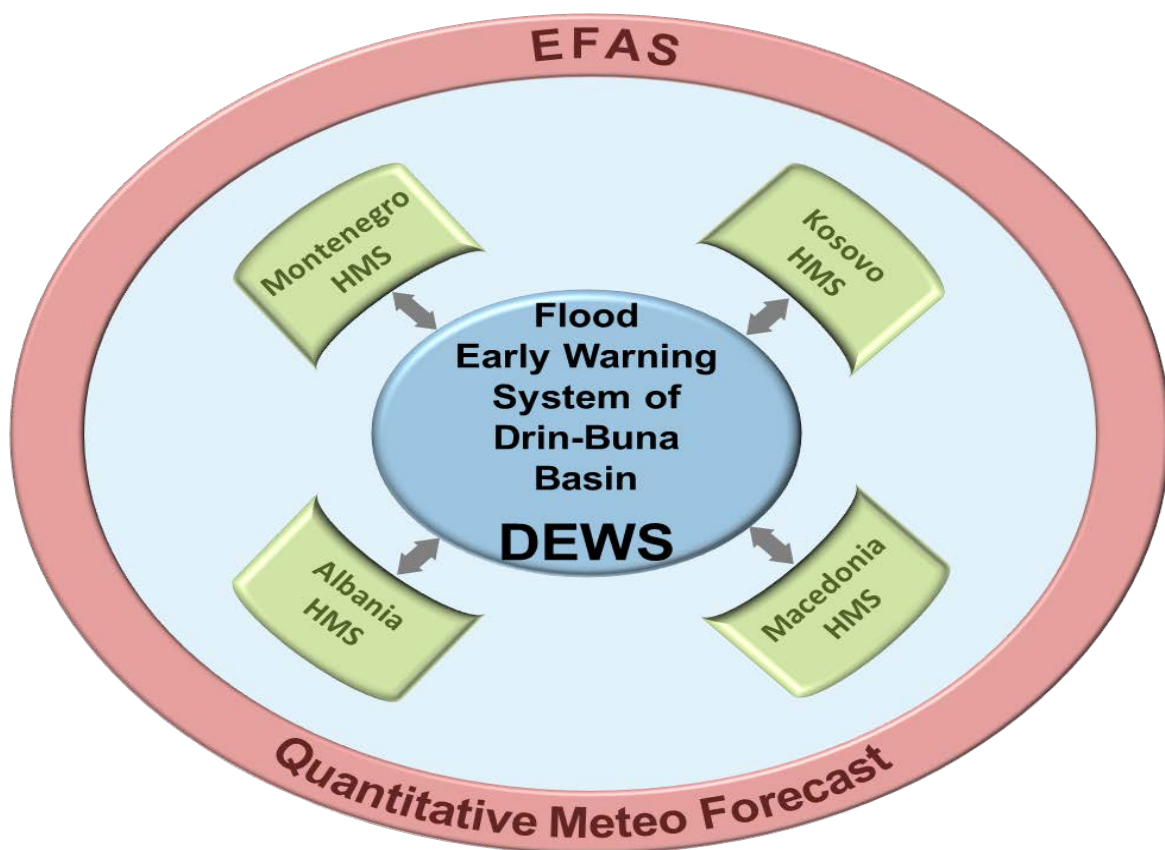 EFAS
Montenegro
HMS
Kosovo
HMS
Flood
Early Warning
System of
Drin-Buna
Basin
DEWS
Albania
HMS
Macedonia
HMS
Quantitative Meteo Forecast